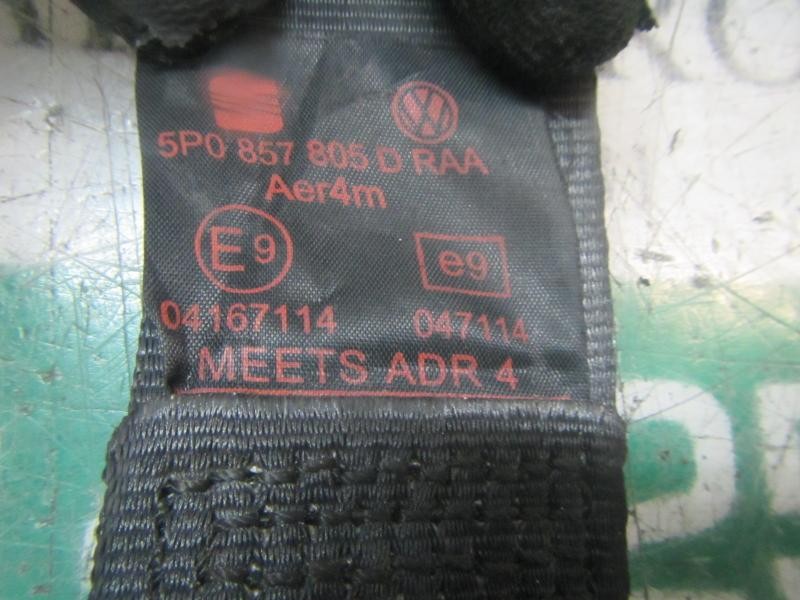 5P0 857 805 D RAA
Aer4m
E9 e9
04167114 047114
MEETS ADR 4